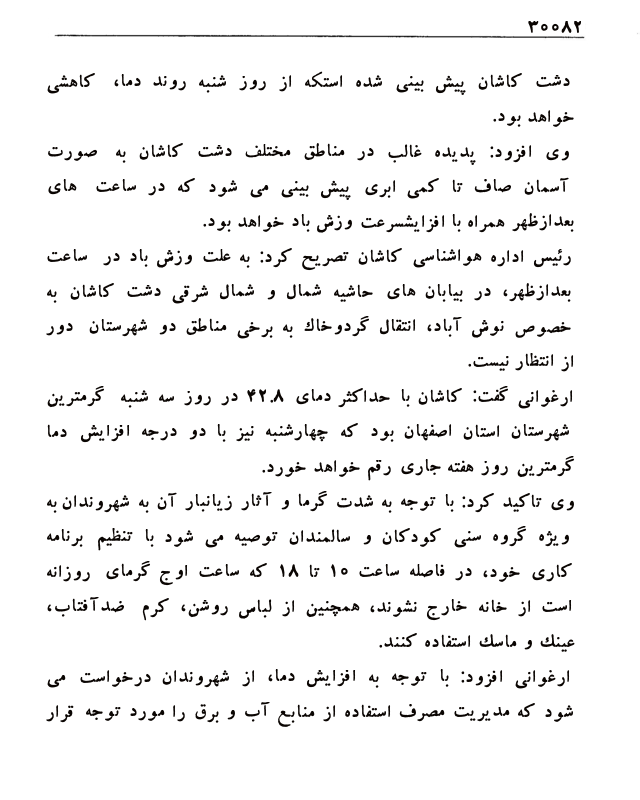 ۳۰۰۸۲
دشت کاشان پیش بینی شده استکه از روز شنبه روند دما، کاهشی
خواهد بود.
وی افزود: پدیده غالب در مناطق مختلف دشت کاشان به صورت
آسمان صاف تا کمی ابری پیش بینی می شود که در ساعت های
بعدازظهر همراه با افزایشسرعت وزش باد خواهد بود.
رئیس اداره هواشناسی کاشان تصریح کرد: به علت وزش باد در ساعت
بعدازظهر، در بیابان های حاشیه شمال و شمال شرقی دشت کاشان به
خصوص نوش آباد، انتقال گردوخاک به برخی مناطق دو شهرستان دور
از انتظار نیست.
ارغوانی گفت: کاشان با حداکثر دمای ۴۲.۸ در روز سه شنبه گرمترین
شهرستان استان اصفهان بود که چهارشنبه نیز با دو درجه افزایش دما
گرمترین روز هفته جاری رقم خواهد خورد.
وی تاکید کرد: با توجه به شدت گرما و آثار زیانبار آن به شهروندان به
ویژه گروه سنی کودکان و سالمندان توصیه می شود با تنظیم برنامه
کاری خود، در فاصله ساعت ۱۰ تا ۱۸ که ساعت اوج گرمای روزانه
است از خانه خارج نشوند، همچنین از لباس روشن، کرم ضدآفتاب،
عینک و ماسک استفاده کنند.
ارغوانی افزود: با توجه به افزایش دما، از شهروندان درخواست می
شود که مدیریت مصرف استفاده از منابع آب و برق را مورد توجه قرار